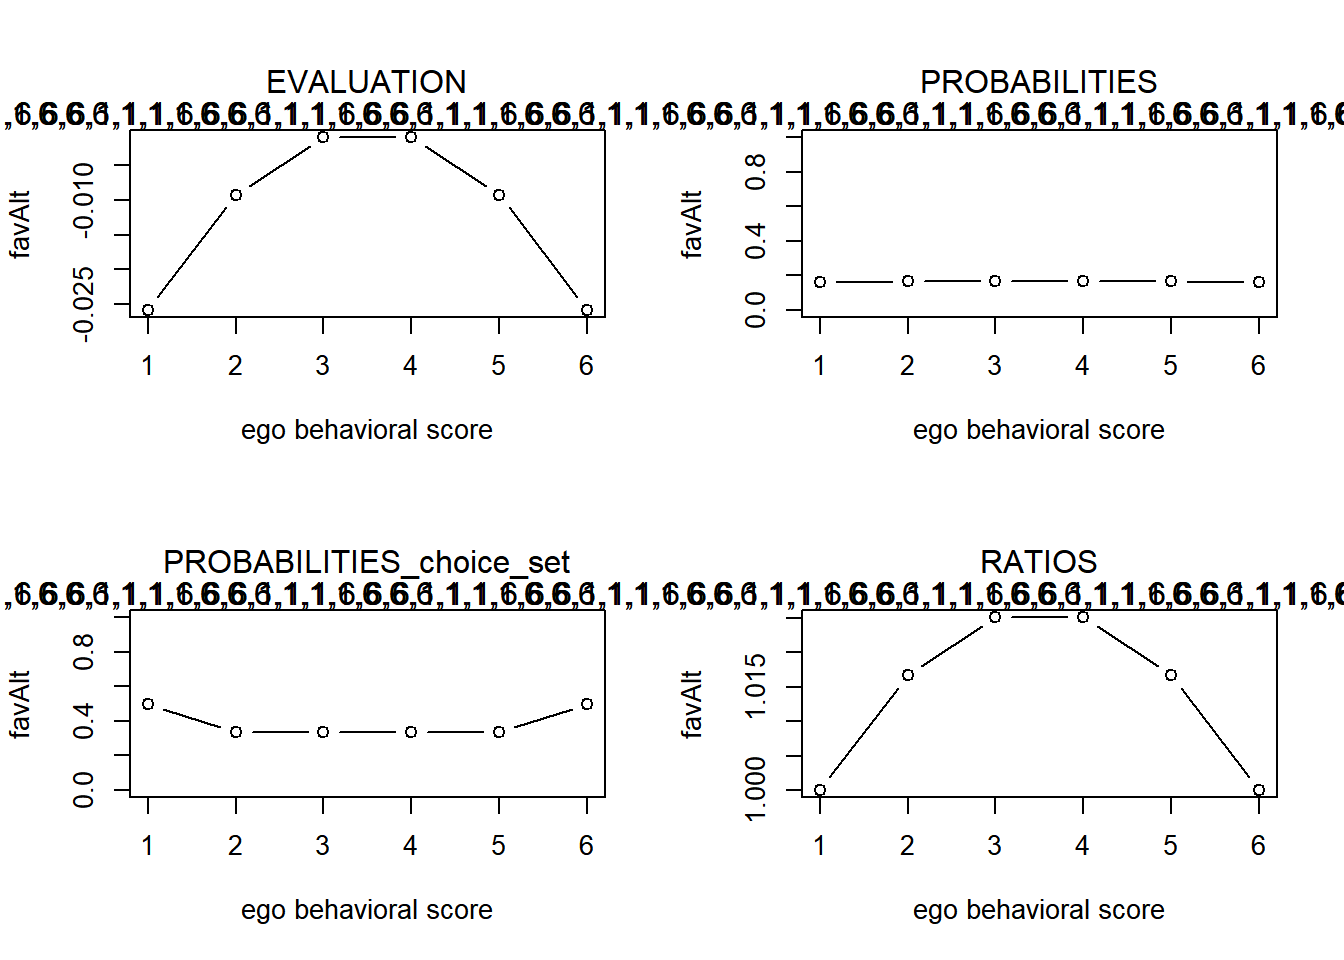 EVALUATION
favAlt
-0.025
-0.010
1 2 3 4 5 6
ego behavioral score
PROBABILITIES
favAlt
0.0
0.4
0.8
1 2 3 4 5 6
ego behavioral score
PROBABILITIES_choice_set
favAlt
0.0
0.4
0.8
1 2 3 4 5 6
ego behavioral score
RATIOS
favAlt
1.000
1.015
1 2 3 4 5 6
ego behavioral score